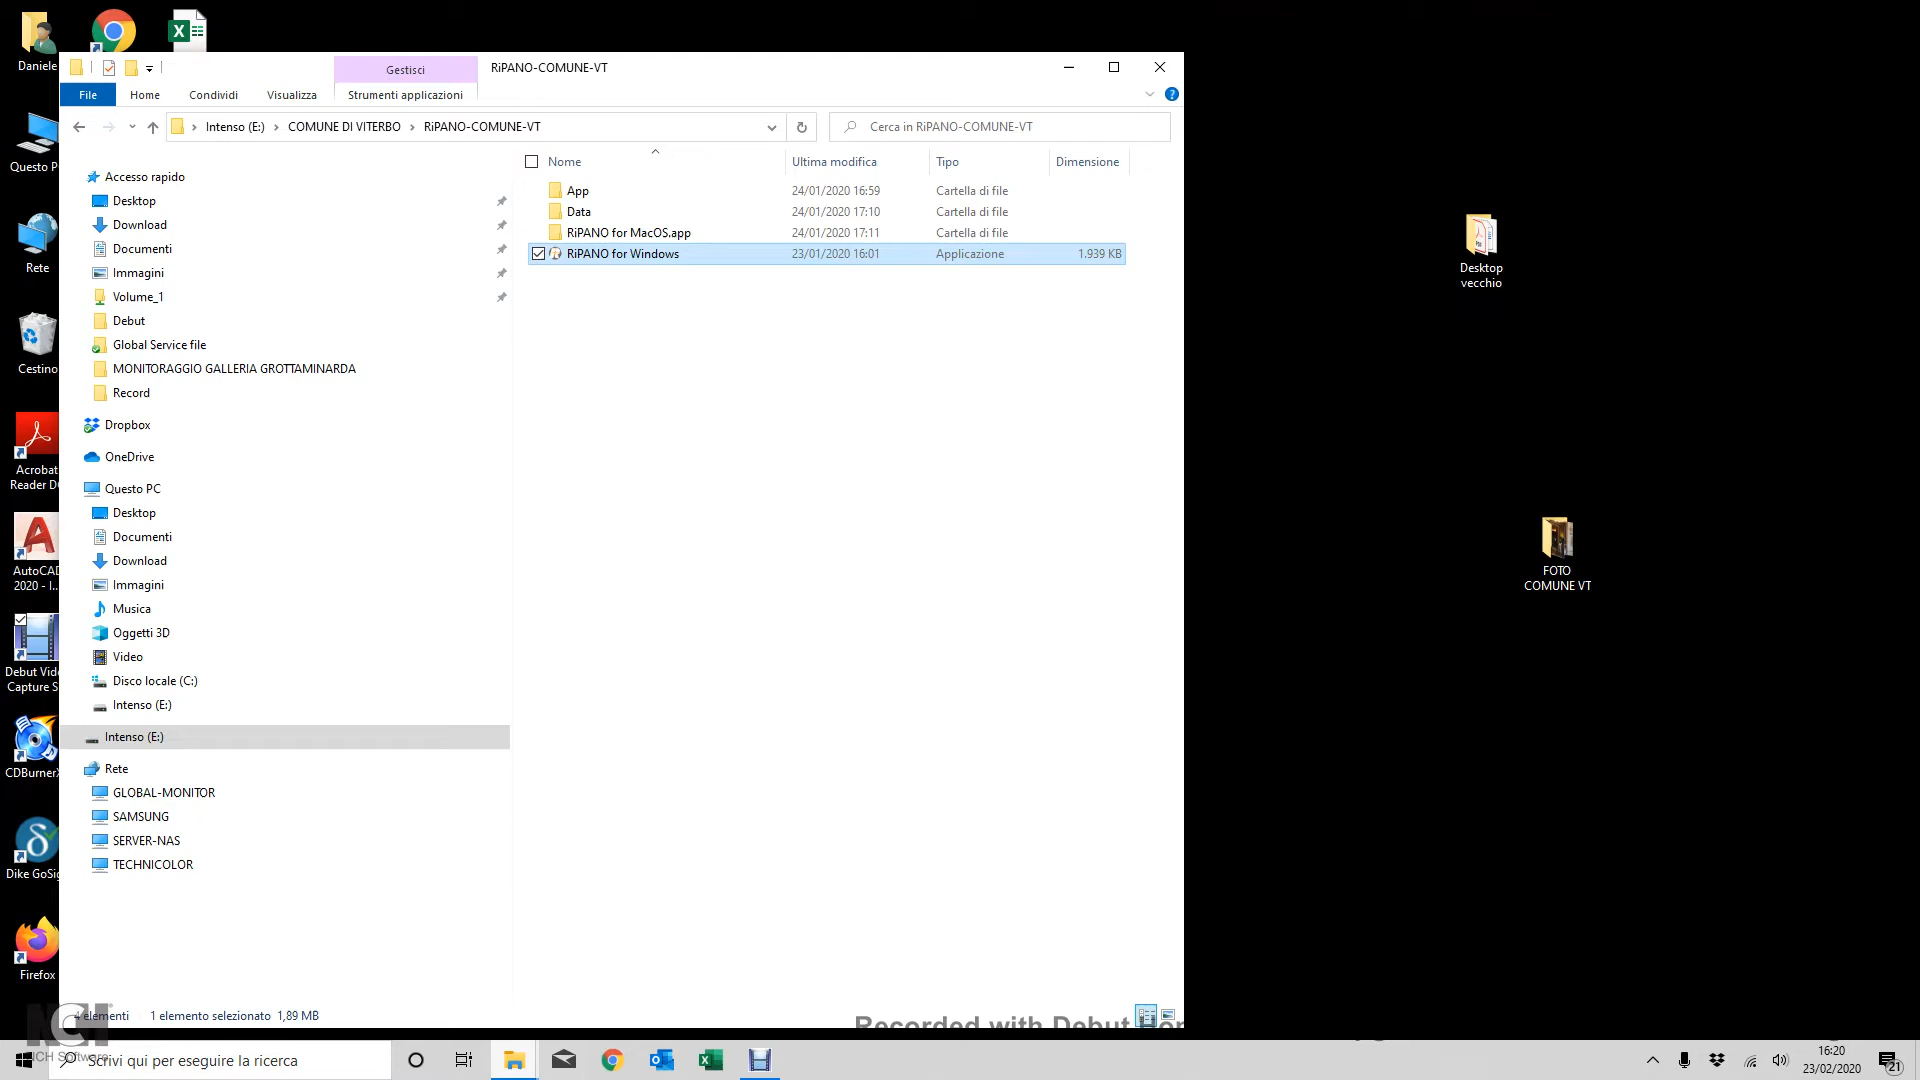 Daniele
Gestisci
RiPANO-COMUNE-VT
File
Home
Condividi
Visualizza
Strumenti applicazioni
Intenso (E:)
COMUNE DI VITERBO
RiPANO-COMUNE-VT
Cerca in RiPANO-COMUNE-VT
Questo P
Rete
Cestino
Acrobat
Reader D
AutoCAD
2020 - I...
Debut Vid
Capture S
CDBurnerX
Dike GoSig
Firefox
Accesso rapido
Desktop
Download
Documenti
Immagini
Volume_1
Debut
Global Service file
MONITORAGGIO GALLERIA GROTTAMINARDA
Record
Dropbox
OneDrive
Questo PC
Desktop
Documenti
Download
Immagini
Musica
Oggetti 3D
Video
Disco locale (C:)
Intenso (E:)
Intenso (E:)
Rete
GLOBAL-MONITOR
SAMSUNG
SERVER-NAS
TECHNICOLOR
Nome Ultima modifica Tipo Dimensione
App 24/01/2020 16:59 Cartella di file
Data 24/01/2020 17:10 Cartella di file
RiPANO for MacOS.app 24/01/2020 17:11 Cartella di file
RiPANO for Windows 23/01/2020 16:01 Applicazione 1.939 KB
Desktop
vecchio
FOTO
COMUNE VT
4 elementi 1 elemento selezionato 1,89 MB
Recorded with Debut Hom
NCH
NCH Software
Scrivi qui per eseguire la ricerca
16:20
23/02/2020
21